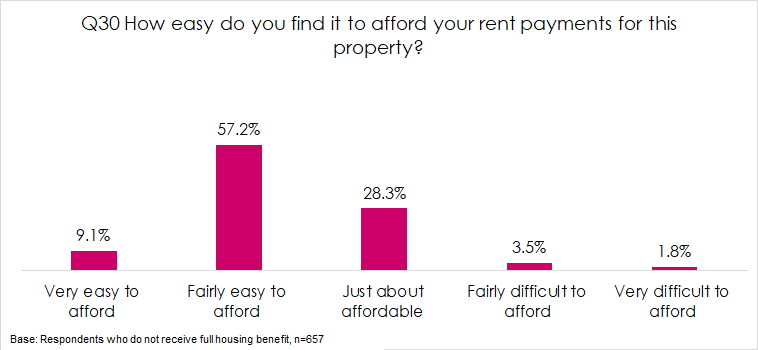 Q30 How easy do you find it to afford your rent payments for this
property?
57.2%
28.3%
9.1%
3.5%
1.8%
Very easy to
afford
Fairly easy to
afford
Just about
affordable
Fairly difficult to
afford
Very difficult to
afford
Base: Respondents who do not receive full housing benefit, n=657